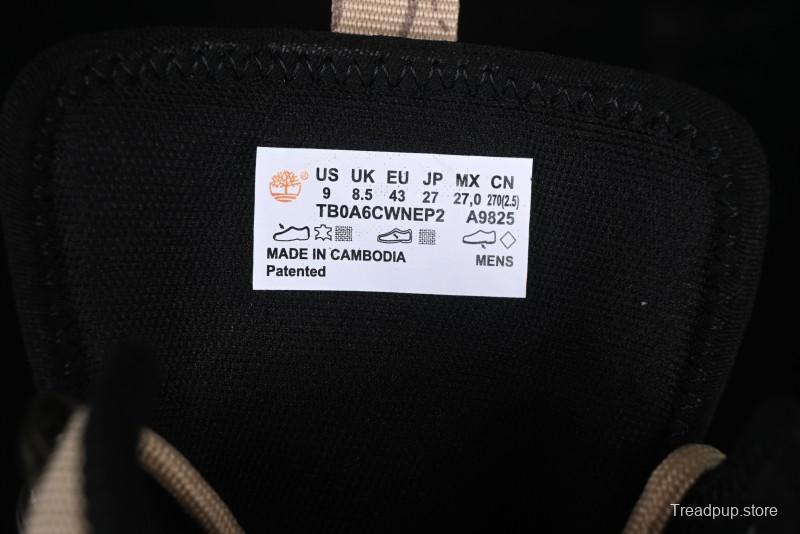 US UK EU JP MX CN
9 8.5 43 27 27,0 270(2.5)
TB0A6CWNEP2 A9825
MADE IN CAMBODIA
Patented
MENS
Treadpup.store